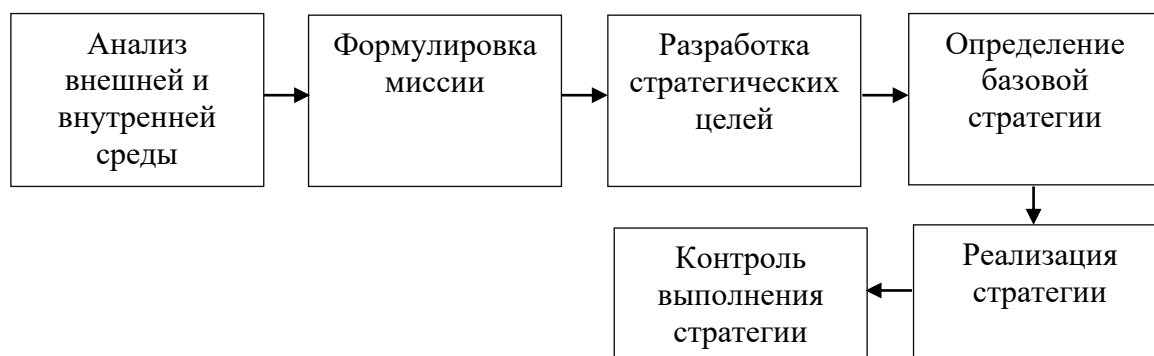 Анализ
внешней и
внутренней
среды
Формулировка
миссии
Разработка
стратегических
целей
Определение
базовой
стратегии
Реализация
стратегии
Контроль
выполнения
стратегии